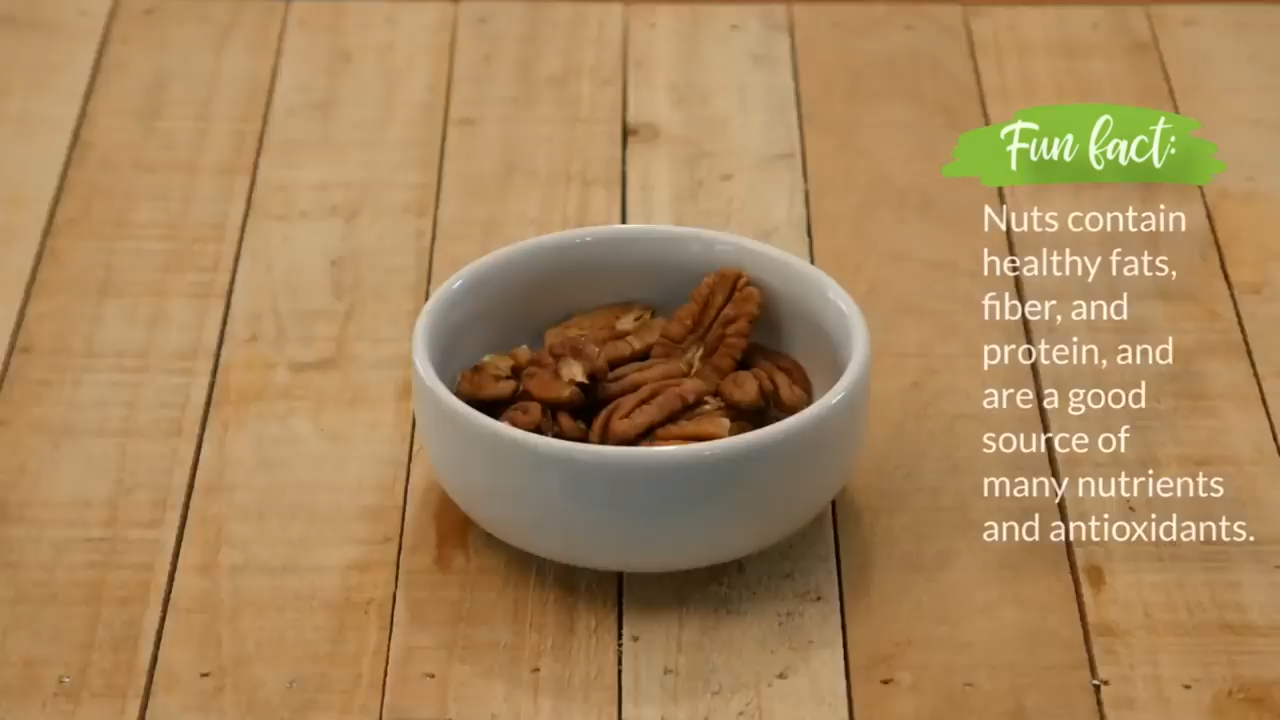 Fun fact:
Nuts contain
healthy fats,
fiber, and
protein, and
are a good
source of
many nutrients
and antioxidants.